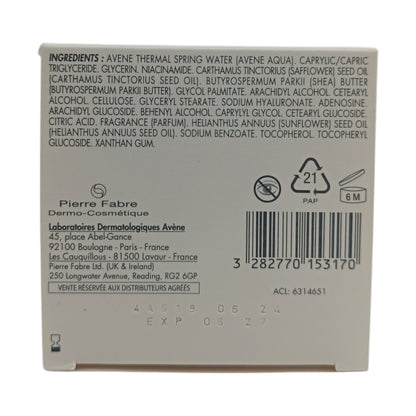 INGREDIENTS : AVENE THERMAL SPRING WATER (AVENE AQUA). CAPRYLIC/CAPRIC
TRIGLYCERIDE. GLYCERIN. NIACINAMIDE. CARTHAMUS TINCTORIUS (SAFFLOWER) SEED OIL
(CARTHAMUS TINCTORIUS SEED OIL). BUTYROSPERMUM PARKII (SHEA) BUTTER
(BUTYROSPERMUM PARKII BUTTER). GLYCOL PALMITATE. ARACHIDYL ALCOHOL. CETEARYL
ALCOHOL. CELLULOSE. GLYCERYL STEARATE. SODIUM HYALURONATE. ADENOSINE.
ARACHIDYL GLUCOSIDE. BEHENYL ALCOHOL. CAPRYLYL GLYCOL. CETEARYL GLUCOSIDE.
CITRIC ACID. FRAGRANCE (PARFUM). HELIANTHUS ANNUUS (SUNFLOWER) SEED OIL
(HELIANTHUS ANNUUS SEED OIL). SODIUM BENZOATE. TOCOPHEROL. TOCOPHERYL
GLUCOSIDE. XANTHAN GUM.
Pierre Fabre
Dermo-Cosmétique
21
PAP
6 M
Laboratoires Dermatologiques Avène
45, place Abel-Gance
92100 Boulogne - Paris - France
Les Cauquillous - 81500 Lavaur - France
Pierre Fabre Ltd. (UK & Ireland)
250 Longwater Avenue, Reading, RG2 6GP
VENTE RÉSERVÉE AUX DISTRIBUTEURS AGRÉÉS
3 282770 153170
ACL: 6314651
4A619 06 24
EXP 06 27